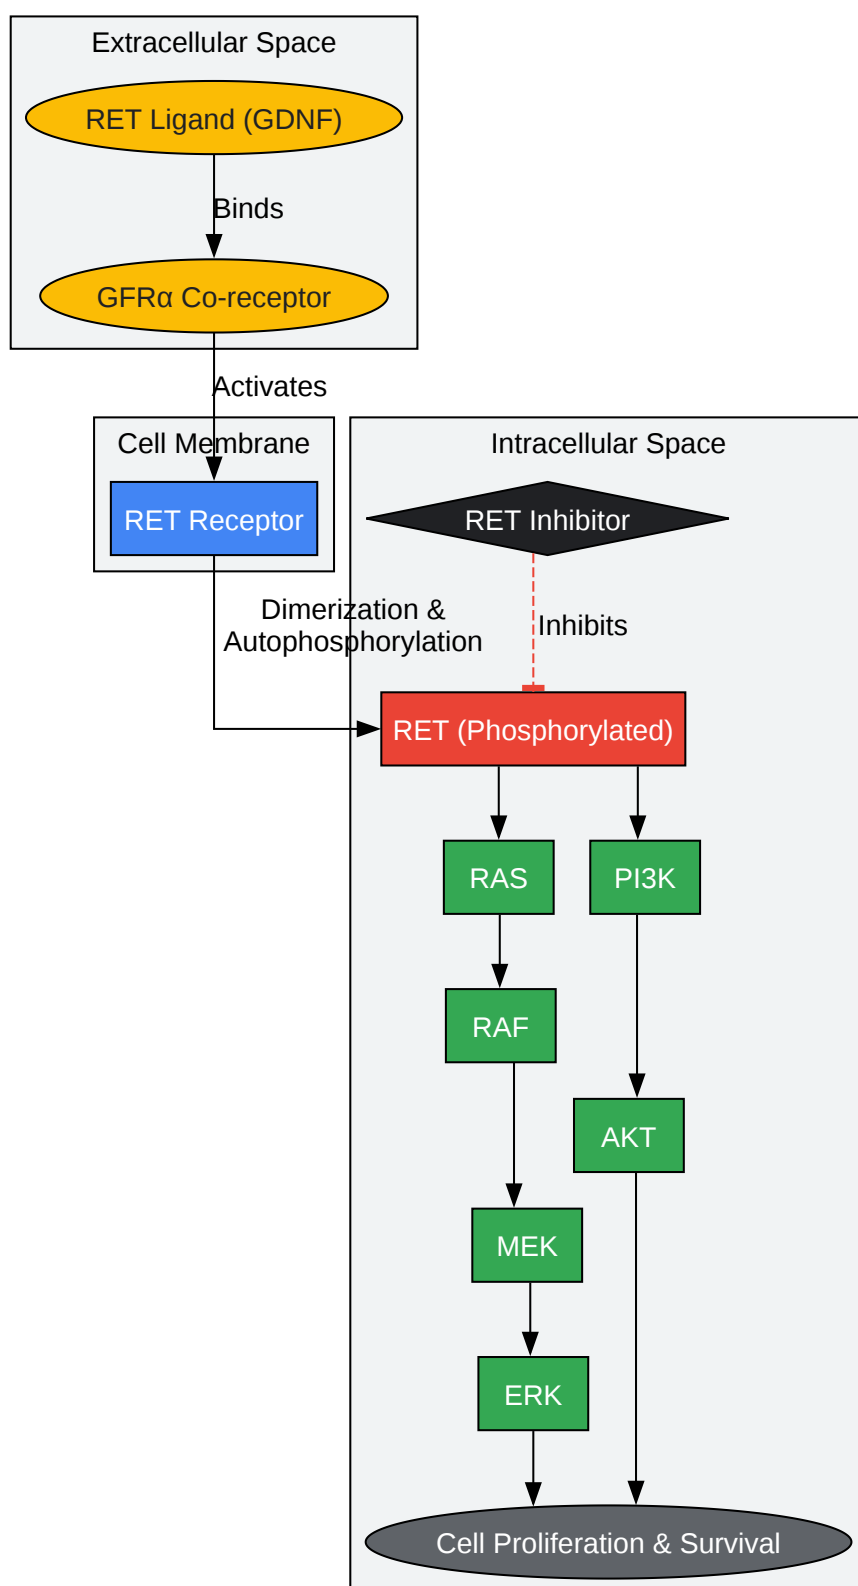 Extracellular Space
RET Ligand (GDNF)
Binds
GFRα Co-receptor
Activates
Cell Membrane
RET Receptor
Intracellular Space
RET Inhibitor
Dimerization &
Autophosphorylation
Inhibits
RET (Phosphorylated)
RAS
PI3K
RAF
AKT
MEK
ERK
Cell Proliferation & Survival